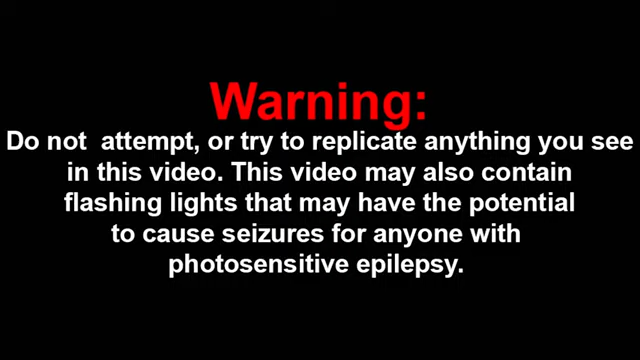 Warning:
Do not  attempt, or try to replicate anything you see
in this video. This video may also contain
flashing lights that may have the potential
to cause seizures for anyone with
photosensitive epilepsy.